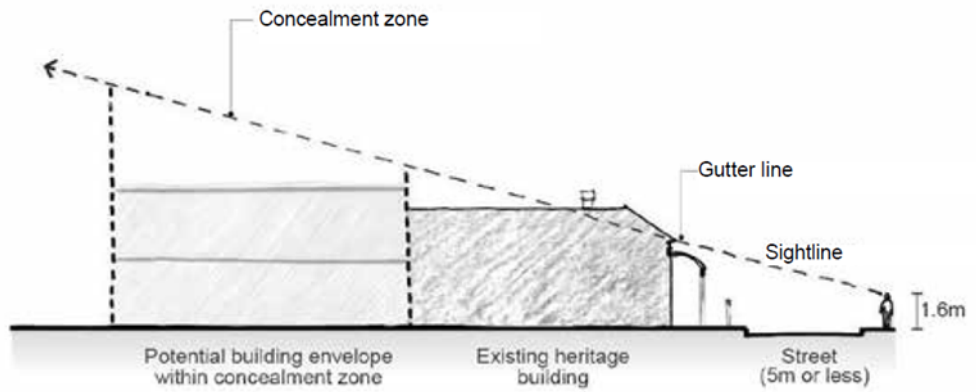 Concealment zone
Gutter line
Sightline
1.6m
Potential building envelope
within concealment zone
Existing heritage
building
Street
(5m or less)